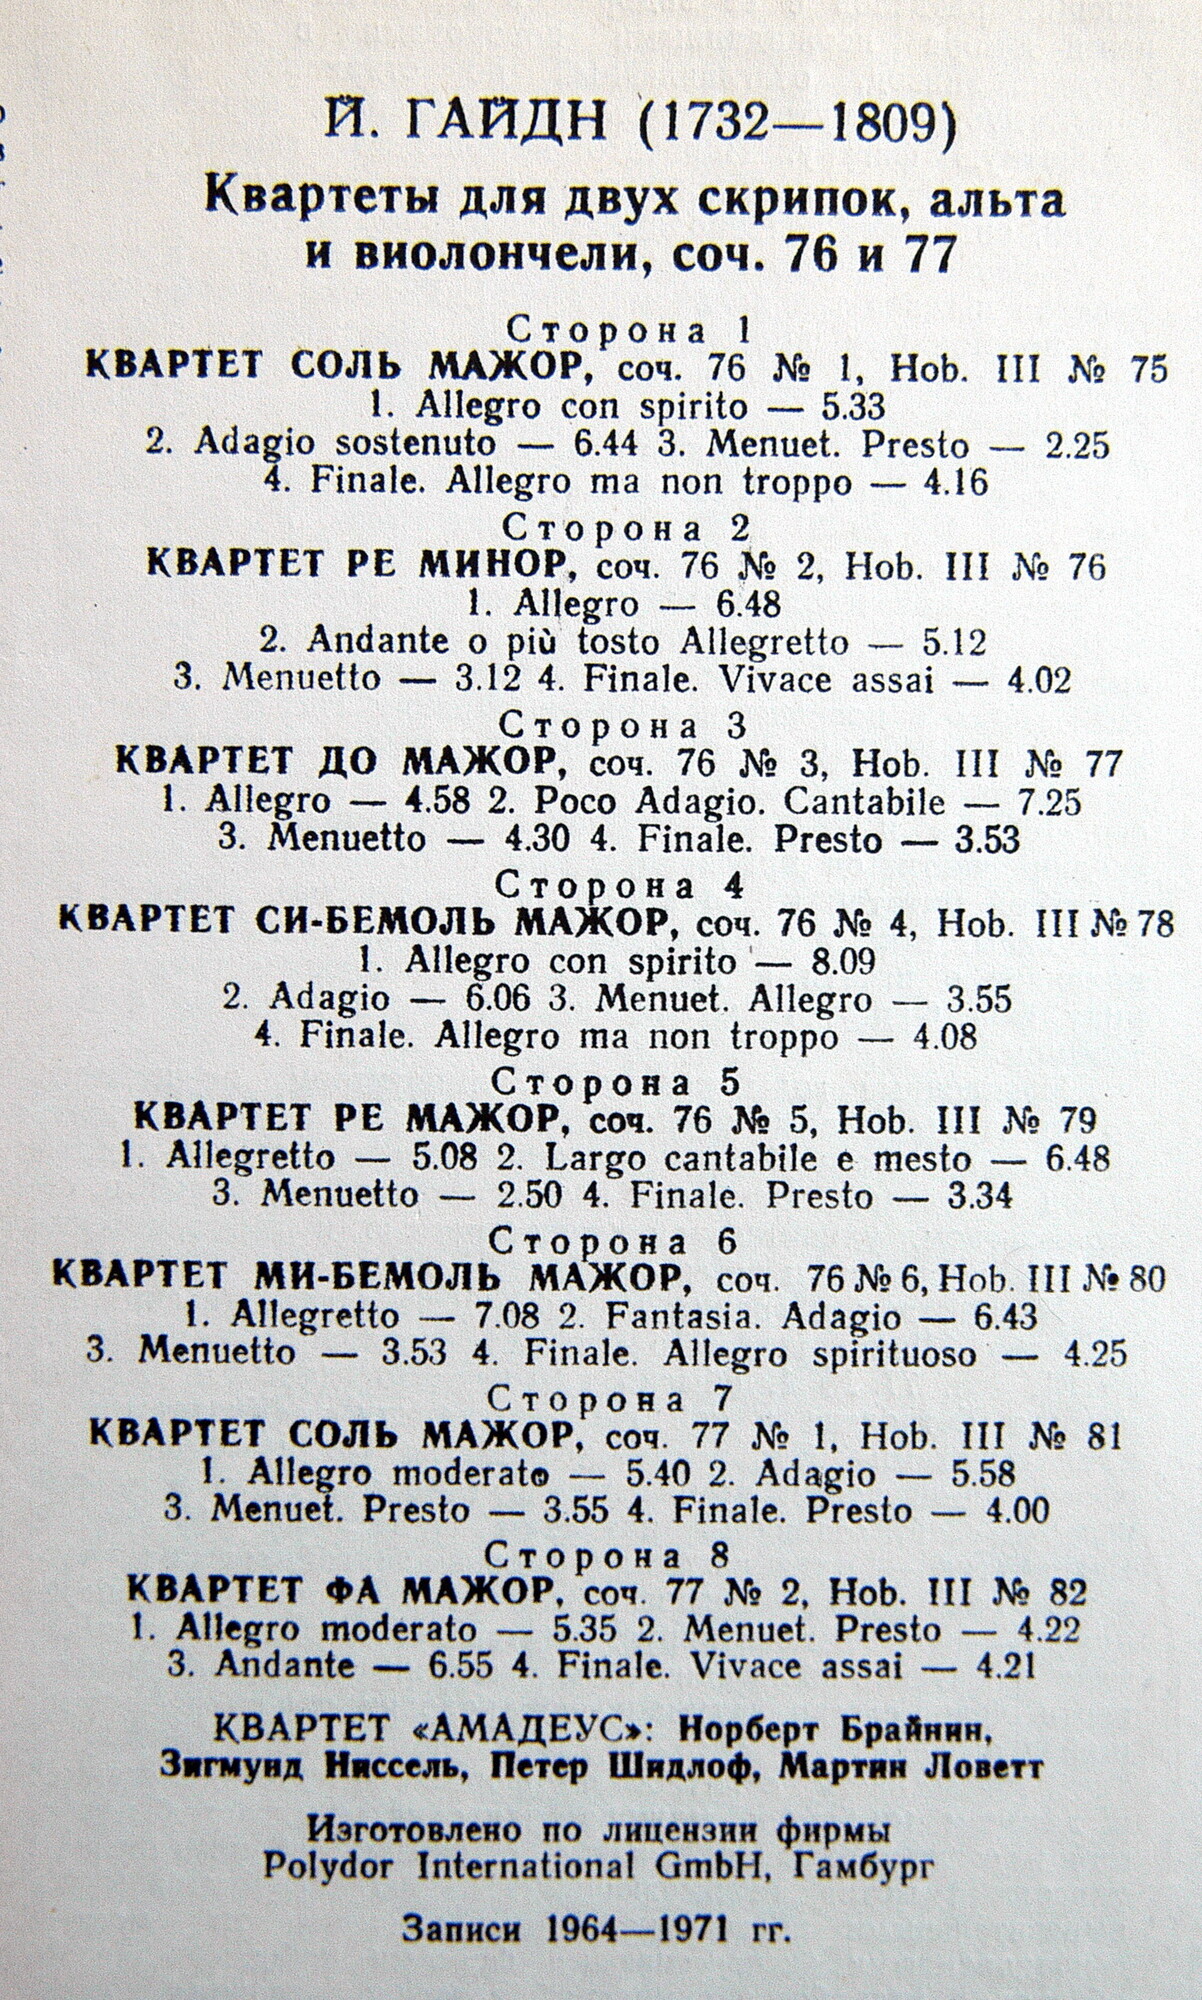 Й. ГАЙДН (1732—1809)
Квартеты для двух скрипок, альта
и виолончели, соч. 76 и 77
Сторона 1
КВАРТЕТ СОЛЬ МАЖОР, соч. 76 № 1, Hob. III № 75
1. Allegro con spirito — 5.33
2. Adagio sostenuto — 6.44 3. Menuet. Presto — 2.25
4. Finale. Allegro ma non troppo — 4.16
Сторона 2
КВАРТЕТ РЕ МИНОР, соч. 76 № 2, Hob. III № 76
1. Allegro — 6.48
2. Andante o più tosto Allegretto — 5.12
3. Menuetto — 3.12 4. Finale. Vivace assai — 4.02
Сторона 3
КВАРТЕТ ДО МАЖОР, соч. 76 № 3, Hob. III № 77
1. Allegro — 4.58 2. Poco Adagio. Cantabile — 7.25
3. Menuetto — 4.30 4. Finale. Presto — 3.53
Сторона 4
КВАРТЕТ СИ-БЕМОЛЬ МАЖОР, соч. 76 № 4, Hob. III № 78
1. Allegro con spirito — 8.09
2. Adagio — 6.06 3. Menuet. Allegro — 3.55
4. Finale. Allegro ma non troppo — 4.08
Сторона 5
КВАРТЕТ РЕ МАЖОР, соч. 76 № 5, Hob. III № 79
1. Allegretto — 5.08 2. Largo cantabile e mesto — 6.48
3. Menuetto — 2.50 4. Finale. Presto — 3.34
Сторона 6
КВАРТЕТ МИ-БЕМОЛЬ МАЖОР, соч. 76 № 6, Hob. III № 80
1. Allegretto — 7.08 2. Fantasia. Adagio — 6.43
3. Menuetto — 3.53 4. Finale. Allegro spirituoso — 4.25
Сторона 7
КВАРТЕТ СОЛЬ МАЖОР, соч. 77 № 1, Hob. III № 81
1. Allegro moderato — 5.40 2. Adagio — 5.58
3. Menuet. Presto — 3.55 4. Finale. Presto — 4.00
Сторона 8
КВАРТЕТ ФА МАЖОР, соч. 77 № 2, Hob. III № 82
1. Allegro moderato — 5.35 2. Menuet. Presto — 4.22
3. Andante — 6.55 4. Finale. Vivace assai — 4.21
КВАРТЕТ «АМАДЕУС»: Норберт Брайнин,
Зигмунд Ниссель, Петер Шидлоф, Мартин Ловетт
Изготовлено по лицензии фирмы
Polydor International GmbH, Гамбург
Записи 1964—1971 гг.